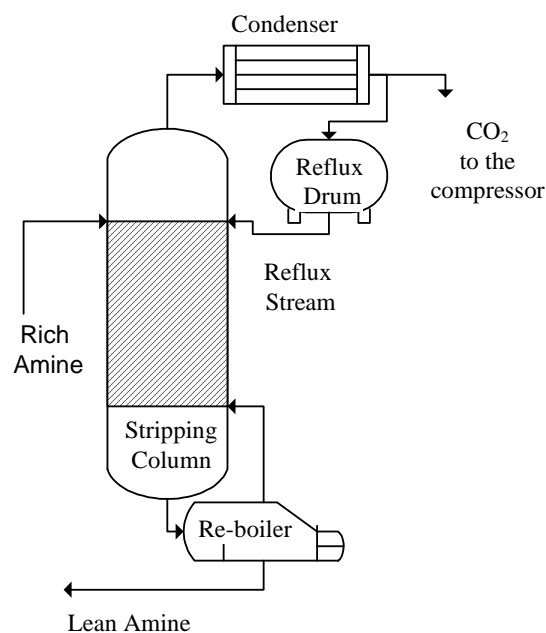 Condenser
CO₂
to the
compressor
Reflux
Drum
Reflux
Stream
Rich
Amine
Stripping
Column
Re-boiler
Lean Amine